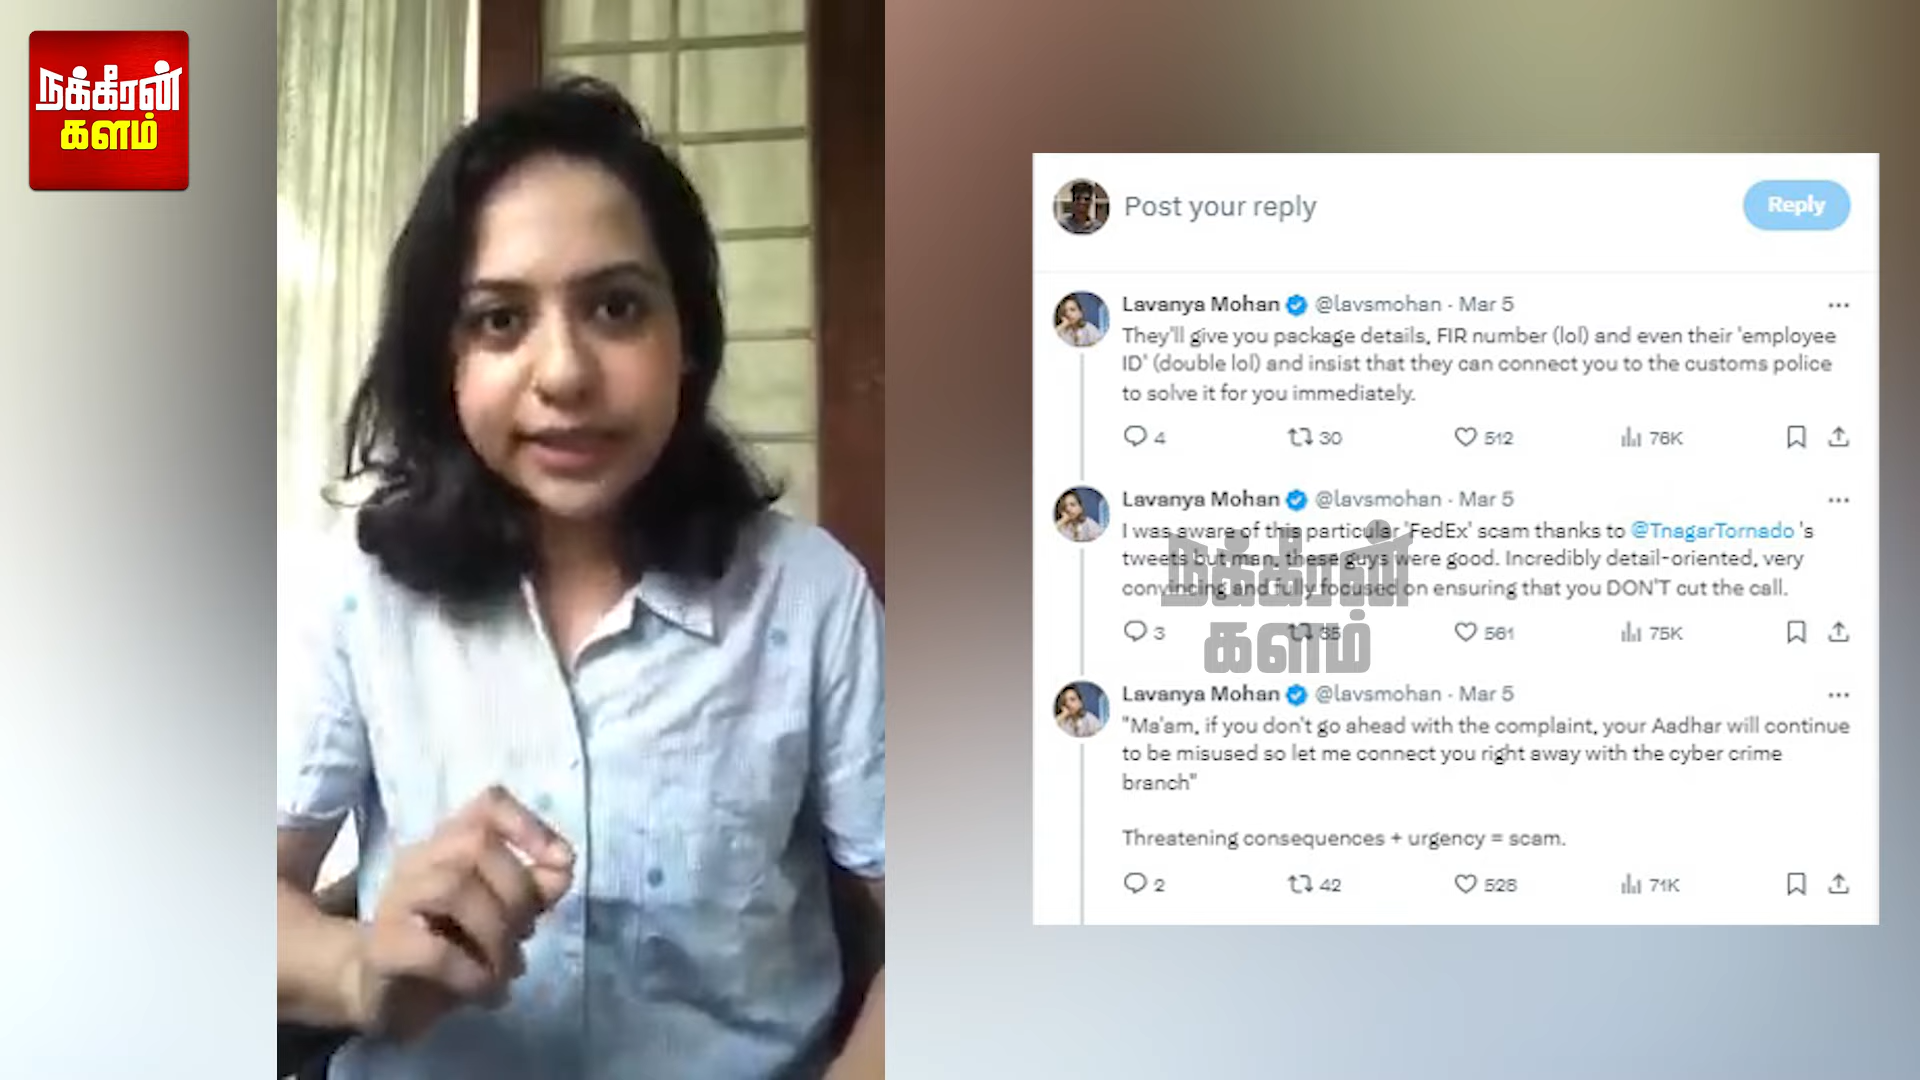 நக்கீரன்
களம்
Post your reply
Reply
Lavanya Mohan @lavsmohan · Mar 5
They'll give you package details, FIR number (lol) and even their 'employee
ID' (double lol) and insist that they can connect you to the customs police
to solve it for you immediately.
4 30 512 76K
Lavanya Mohan @lavsmohan · Mar 5
I was aware of this particular 'FedEx' scam thanks to @TnagarTornado 's
tweets but man, these guys were good. Incredibly detail-oriented, very
convincing and fully focused on ensuring that you DON'T cut the call.
3 35 561 75K
நக்கீரன்
களம்
Lavanya Mohan @lavsmohan · Mar 5
"Ma'am, if you don't go ahead with the complaint, your Aadhar will continue
to be misused so let me connect you right away with the cyber crime
branch"
Threatening consequences + urgency = scam.
2 42 528 71K